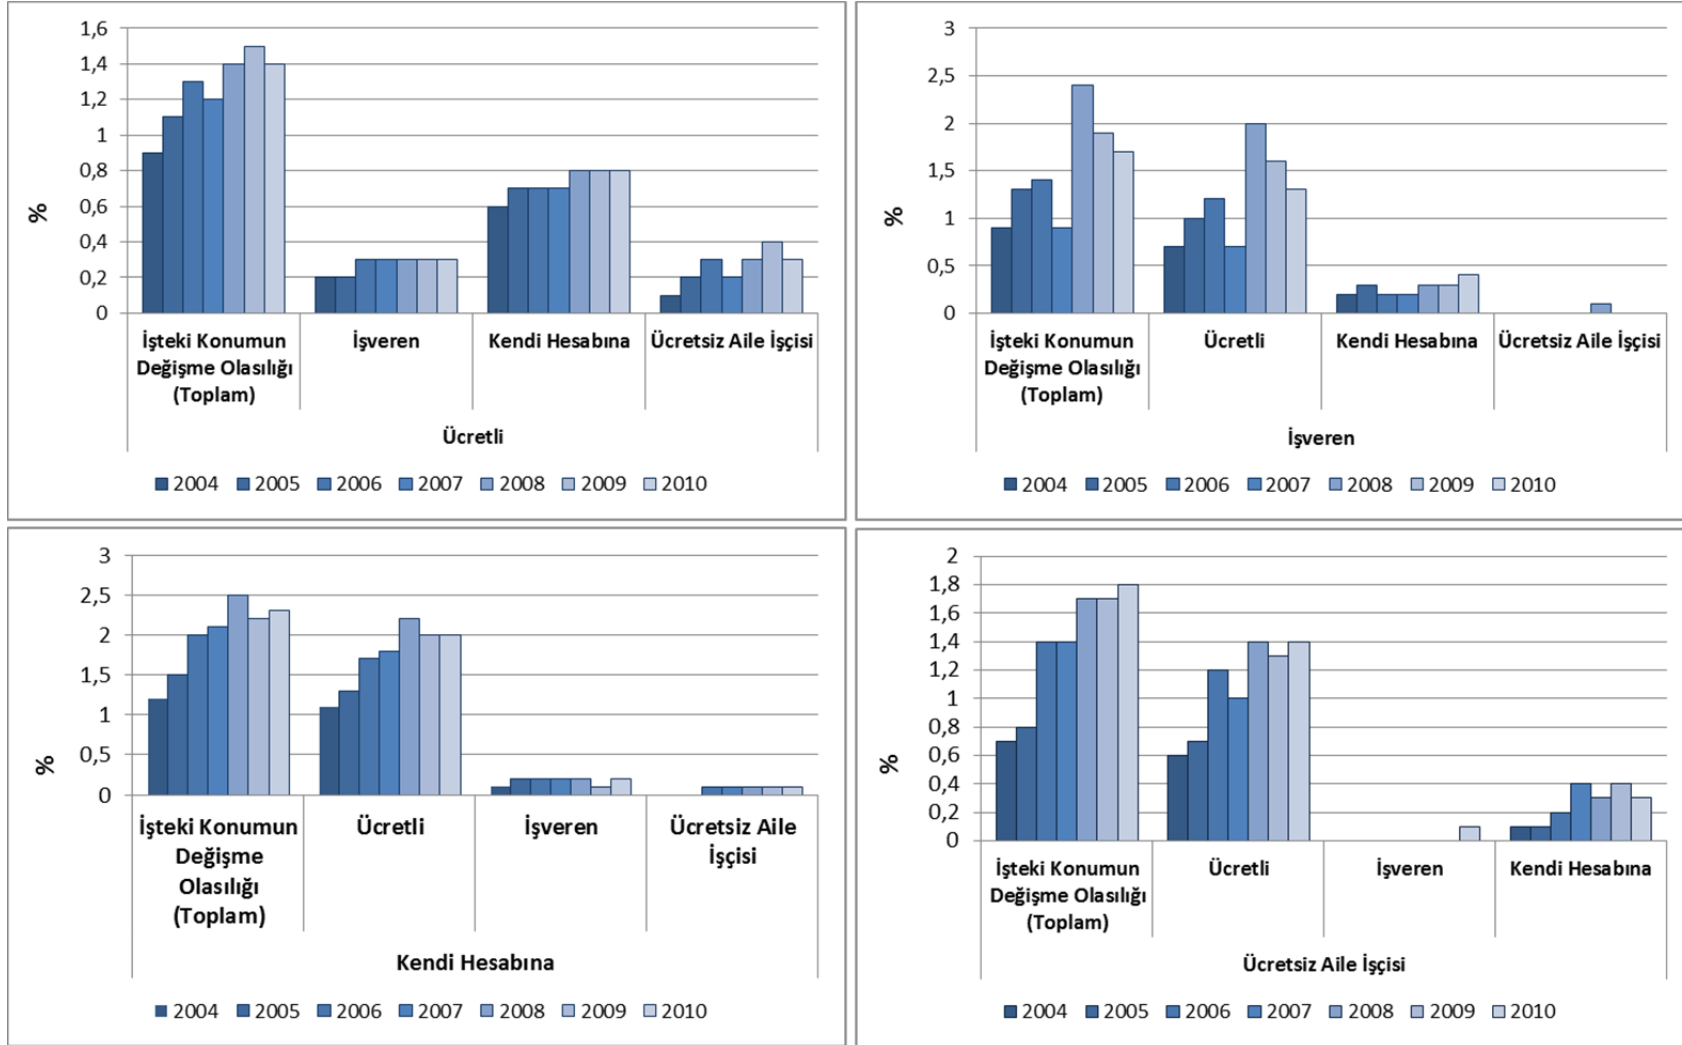 1,6
1,4
1,2
1
0,8
0,6
0,4
0,2
0
%
İşteki Konumun
Değişme Olasılığı
(Toplam)
İşveren
Kendi Hesabına
Ücretsiz Aile İşçisi
Ücretli
2004 2005 2006 2007 2008 2009 2010
3
2,5
2
1,5
1
0,5
0
%
İşteki Konumun
Değişme Olasılığı
(Toplam)
Ücretli
Kendi Hesabına
Ücretsiz Aile İşçisi
İşveren
2004 2005 2006 2007 2008 2009 2010
3
2,5
2
1,5
1
0,5
0
%
İşteki Konumun
Değişme
Olasılığı
(Toplam)
Ücretli
İşveren
Ücretsiz Aile
İşçisi
Kendi Hesabına
2004 2005 2006 2007 2008 2009 2010
2
1,8
1,6
1,4
1,2
1
0,8
0,6
0,4
0,2
0
%
İşteki Konumun
Değişme Olasılığı
(Toplam)
Ücretli
İşveren
Kendi Hesabına
Ücretsiz Aile İşçisi
2004 2005 2006 2007 2008 2009 2010